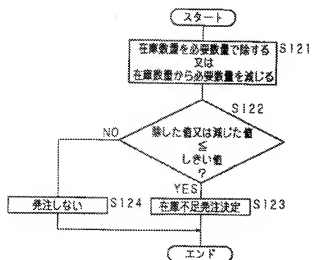 スタート
在庫数量を必要数量で除する
又は
在庫数量から必要数量を減じる
S121
S122
除した値又は減じた値
≦
しきい値
?
NO
YES
発注しない
S124
在庫不足発注決定
S123
エンド